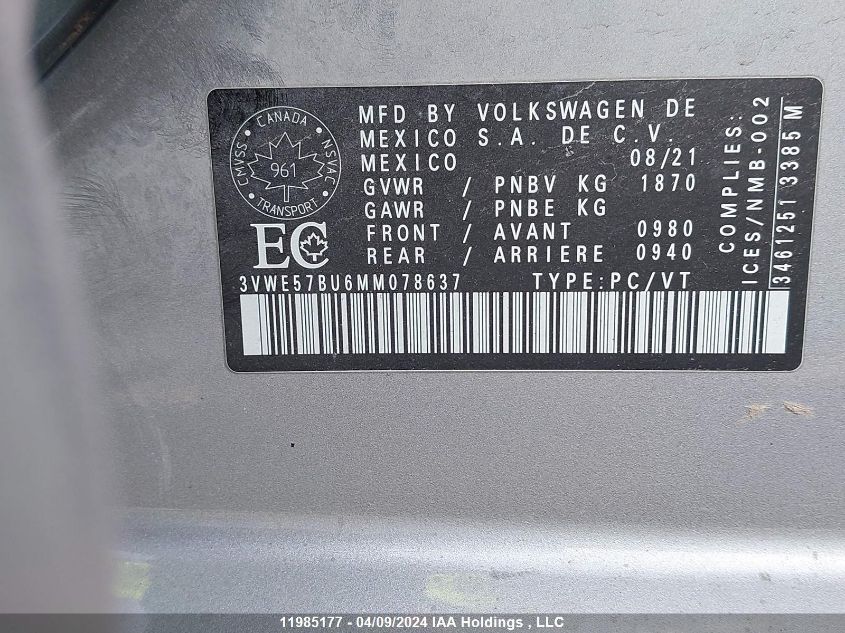 CANADA
CMVSS
NSVAC
961
TRANSPORT
EC
MFD BY VOLKSWAGEN DE
MEXICO S.A. DE C.V.
MEXICO 08/21
GVWR / PNBV KG 1870
GAWR / PNBE KG
FRONT / AVANT 0980
REAR / ARRIERE 0940
3VWE57BU6MM078637 TYPE:PC/VT
COMPLIES:
ICES/NMB-002
3461251 3385 M
11985177 - 04/09/2024 IAA Holdings , LLC